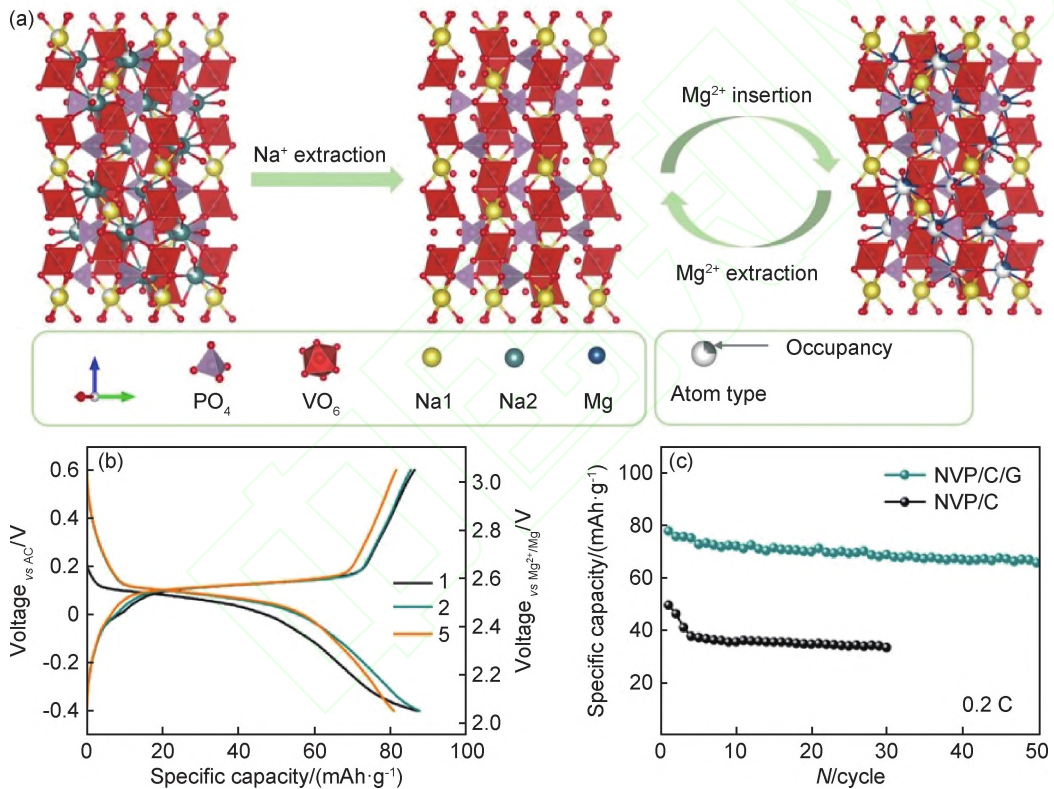 (a)
Na⁺ extraction
Mg²⁺ insertion
Mg²⁺ extraction
PO₄
VO₆
Na1
Na2
Mg
Occupancy
Atom type
(b)
0.6
0.4
0.2
0
-0.2
-0.4
Voltage vs AC/V
0
20
40
60
80
100
Specific capacity/(mAh·g⁻¹)
3.0
2.8
2.6
2.4
2.2
2.0
Voltage vs Mg²⁺/Mg/V
1
2
5
(c)
NVP/C/G
NVP/C
100
80
60
40
20
Specific capacity/(mAh·g⁻¹)
0.2 C
0
10
20
30
40
50
N/cycle